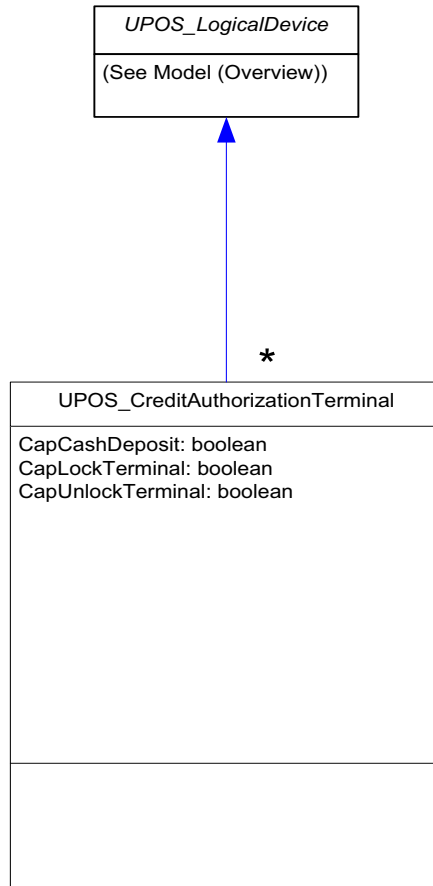 UPOS_LogicalDevice
(See Model (Overview))
*
UPOS_CreditAuthorizationTerminal
CapCashDeposit: boolean
CapLockTerminal: boolean
CapUnlockTerminal: boolean